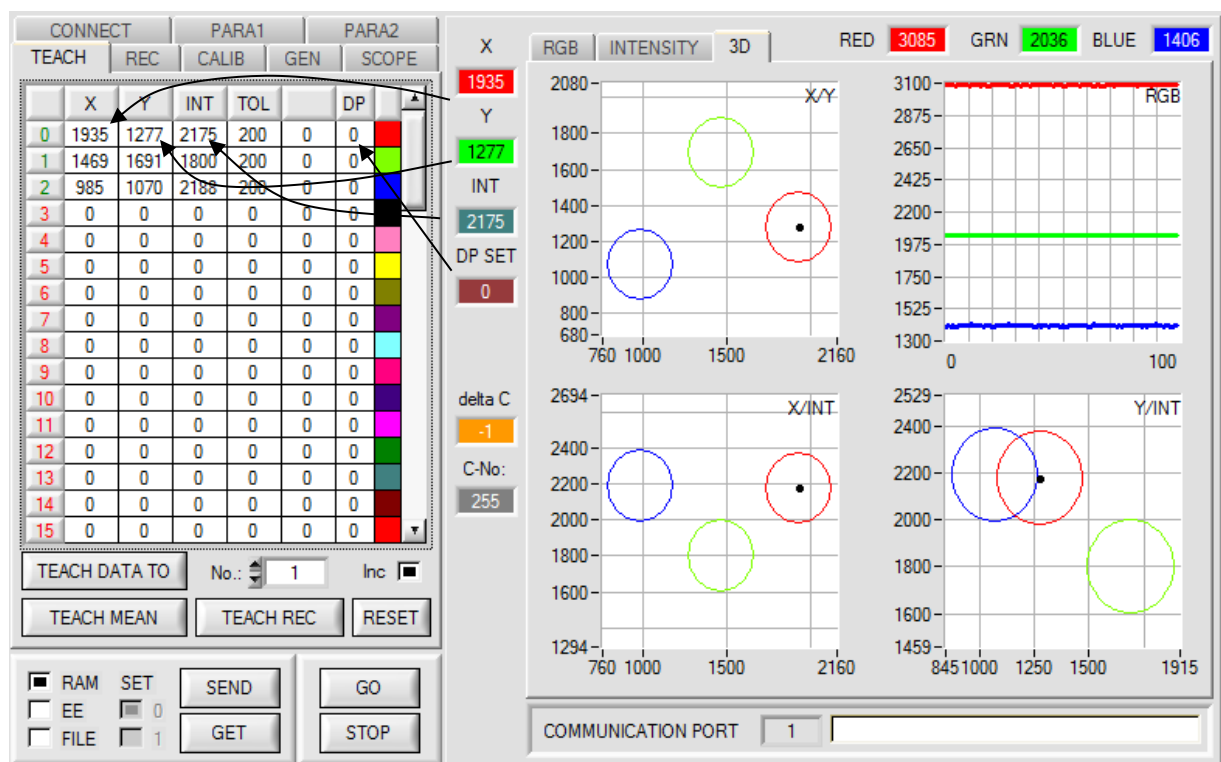 CONNECT PARA1 PARA2
TEACH REC CALIB GEN SCOPE
X Y INT TOL DP
0 1935 1277 2175 200 0 0
1 1469 1691 1800 200 0 0
2 985 1070 2188 200 0 0
3 0 0 0 0 0 0
4 0 0 0 0 0 0
5 0 0 0 0 0 0
6 0 0 0 0 0 0
7 0 0 0 0 0 0
8 0 0 0 0 0 0
9 0 0 0 0 0 0
10 0 0 0 0 0 0
11 0 0 0 0 0 0
12 0 0 0 0 0 0
13 0 0 0 0 0 0
14 0 0 0 0 0 0
15 0 0 0 0 0 0
TEACH DATA TO No.: 1 Inc
TEACH MEAN TEACH REC RESET
RAM SET SEND GO
EE 0
FILE 1 GET STOP
X
1935
Y
1277
INT
2175
DP SET
0
delta C
-1
C-No:
255
RGB INTENSITY 3D RED 3085 GRN 2036 BLUE 1406
X/Y
2080
1800
1600
1400
1200
1000
800
680
760 1000 1500 2160
RGB
3100
2875
2650
2425
2200
1975
1750
1525
1300
0 100
X/INT
2694
2400
2200
2000
1800
1600
1294
760 1000 1500 2160
Y/INT
2529
2400
2200
2000
1800
1600
1459
845 1000 1250 1500 1915
COMMUNICATION PORT 1